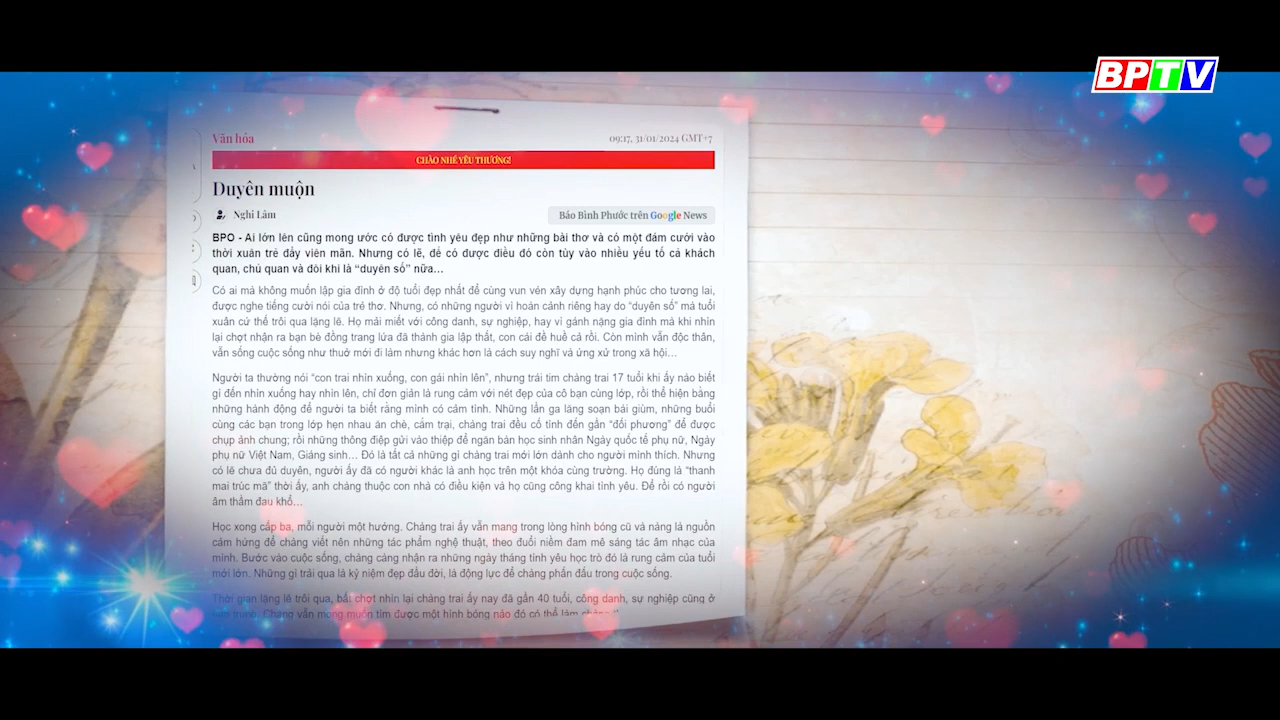 BPTV
Văn hóa
09:17, 31/01/2024 GMT+7
CHÀO NHÉ YÊU THƯƠNG!
Duyên muộn
Nghi Lâm
Báo Bình Phước trên Google News
BPO - Ai lớn lên cũng mong ước có được tình yêu đẹp như những bài thơ và có một đám cưới vào
thời xuân trẻ đầy viên mãn. Nhưng có lẽ, để có được điều đó còn tùy vào nhiều yếu tố cả khách
quan, chủ quan và đôi khi là “duyên số” nữa…
Có ai mà không muốn lập gia đình ở độ tuổi đẹp nhất để cùng vun vén xây dựng hạnh phúc cho tương lai,
được nghe tiếng cười nói của trẻ thơ. Nhưng, có những người vì hoàn cảnh riêng hay do “duyên số” mà tuổi
xuân cứ thế trôi qua lặng lẽ. Họ mải miết với công danh, sự nghiệp, hay vì gánh nặng gia đình mà khi nhìn
lại chợt nhận ra bạn bè đồng trang lứa đã thành gia lập thất, con cái đề huề cả rồi. Còn mình vẫn độc thân,
vẫn sống cuộc sống như thuở mới đi làm nhưng khác hơn là cách suy nghĩ và ứng xử trong xã hội…
Người ta thường nói “con trai nhìn xuống, con gái nhìn lên”, nhưng trái tim chàng trai 17 tuổi khi ấy nào biết
gì đến nhìn xuống hay nhìn lên, chỉ đơn giản là rung cảm với nét đẹp của cô bạn cùng lớp, rồi thể hiện bằng
những hành động để người ta biết rằng mình có cảm tình. Những lần ga lăng soạn bài giùm, những buổi
cùng các bạn trong lớp hẹn nhau ăn chè, cắm trại, chàng trai đều cố tình đến gần “đối phương” để được
chụp ảnh chung; rồi những thông điệp gửi vào thiệp để ngăn bàn học sinh nhân Ngày quốc tế phụ nữ, Ngày
phụ nữ Việt Nam, Giáng sinh… Đó là tất cả những gì chàng trai mới lớn dành cho người mình thích. Nhưng
có lẽ chưa đủ duyên, người ấy đã có người khác là anh học trên một khóa cùng trường. Họ đúng là “thanh
mai trúc mã” thời ấy, anh chàng thuộc con nhà có điều kiện và họ cũng công khai tình yêu. Để rồi có người
âm thầm đau khổ…
Học xong cấp ba, mỗi người một hướng. Chàng trai ấy vẫn mang trong lòng hình bóng cũ và nàng là nguồn
cảm hứng để chàng viết nên những tác phẩm nghệ thuật, theo đuổi niềm đam mê sáng tác âm nhạc của
mình. Bước vào cuộc sống, chàng càng nhận ra những ngày tháng tình yêu học trò đó là rung cảm của tuổi
mới lớn. Những gì trải qua là kỷ niệm đẹp đầu đời, là động lực để chàng phấn đấu trong cuộc sống.
Thời gian lặng lẽ trôi qua, bất chợt nhìn lại chàng trai ấy nay đã gần 40 tuổi, công danh, sự nghiệp cũng ở
Chàng vẫn mong muốn tìm được một hình bóng nào đó có thể làm